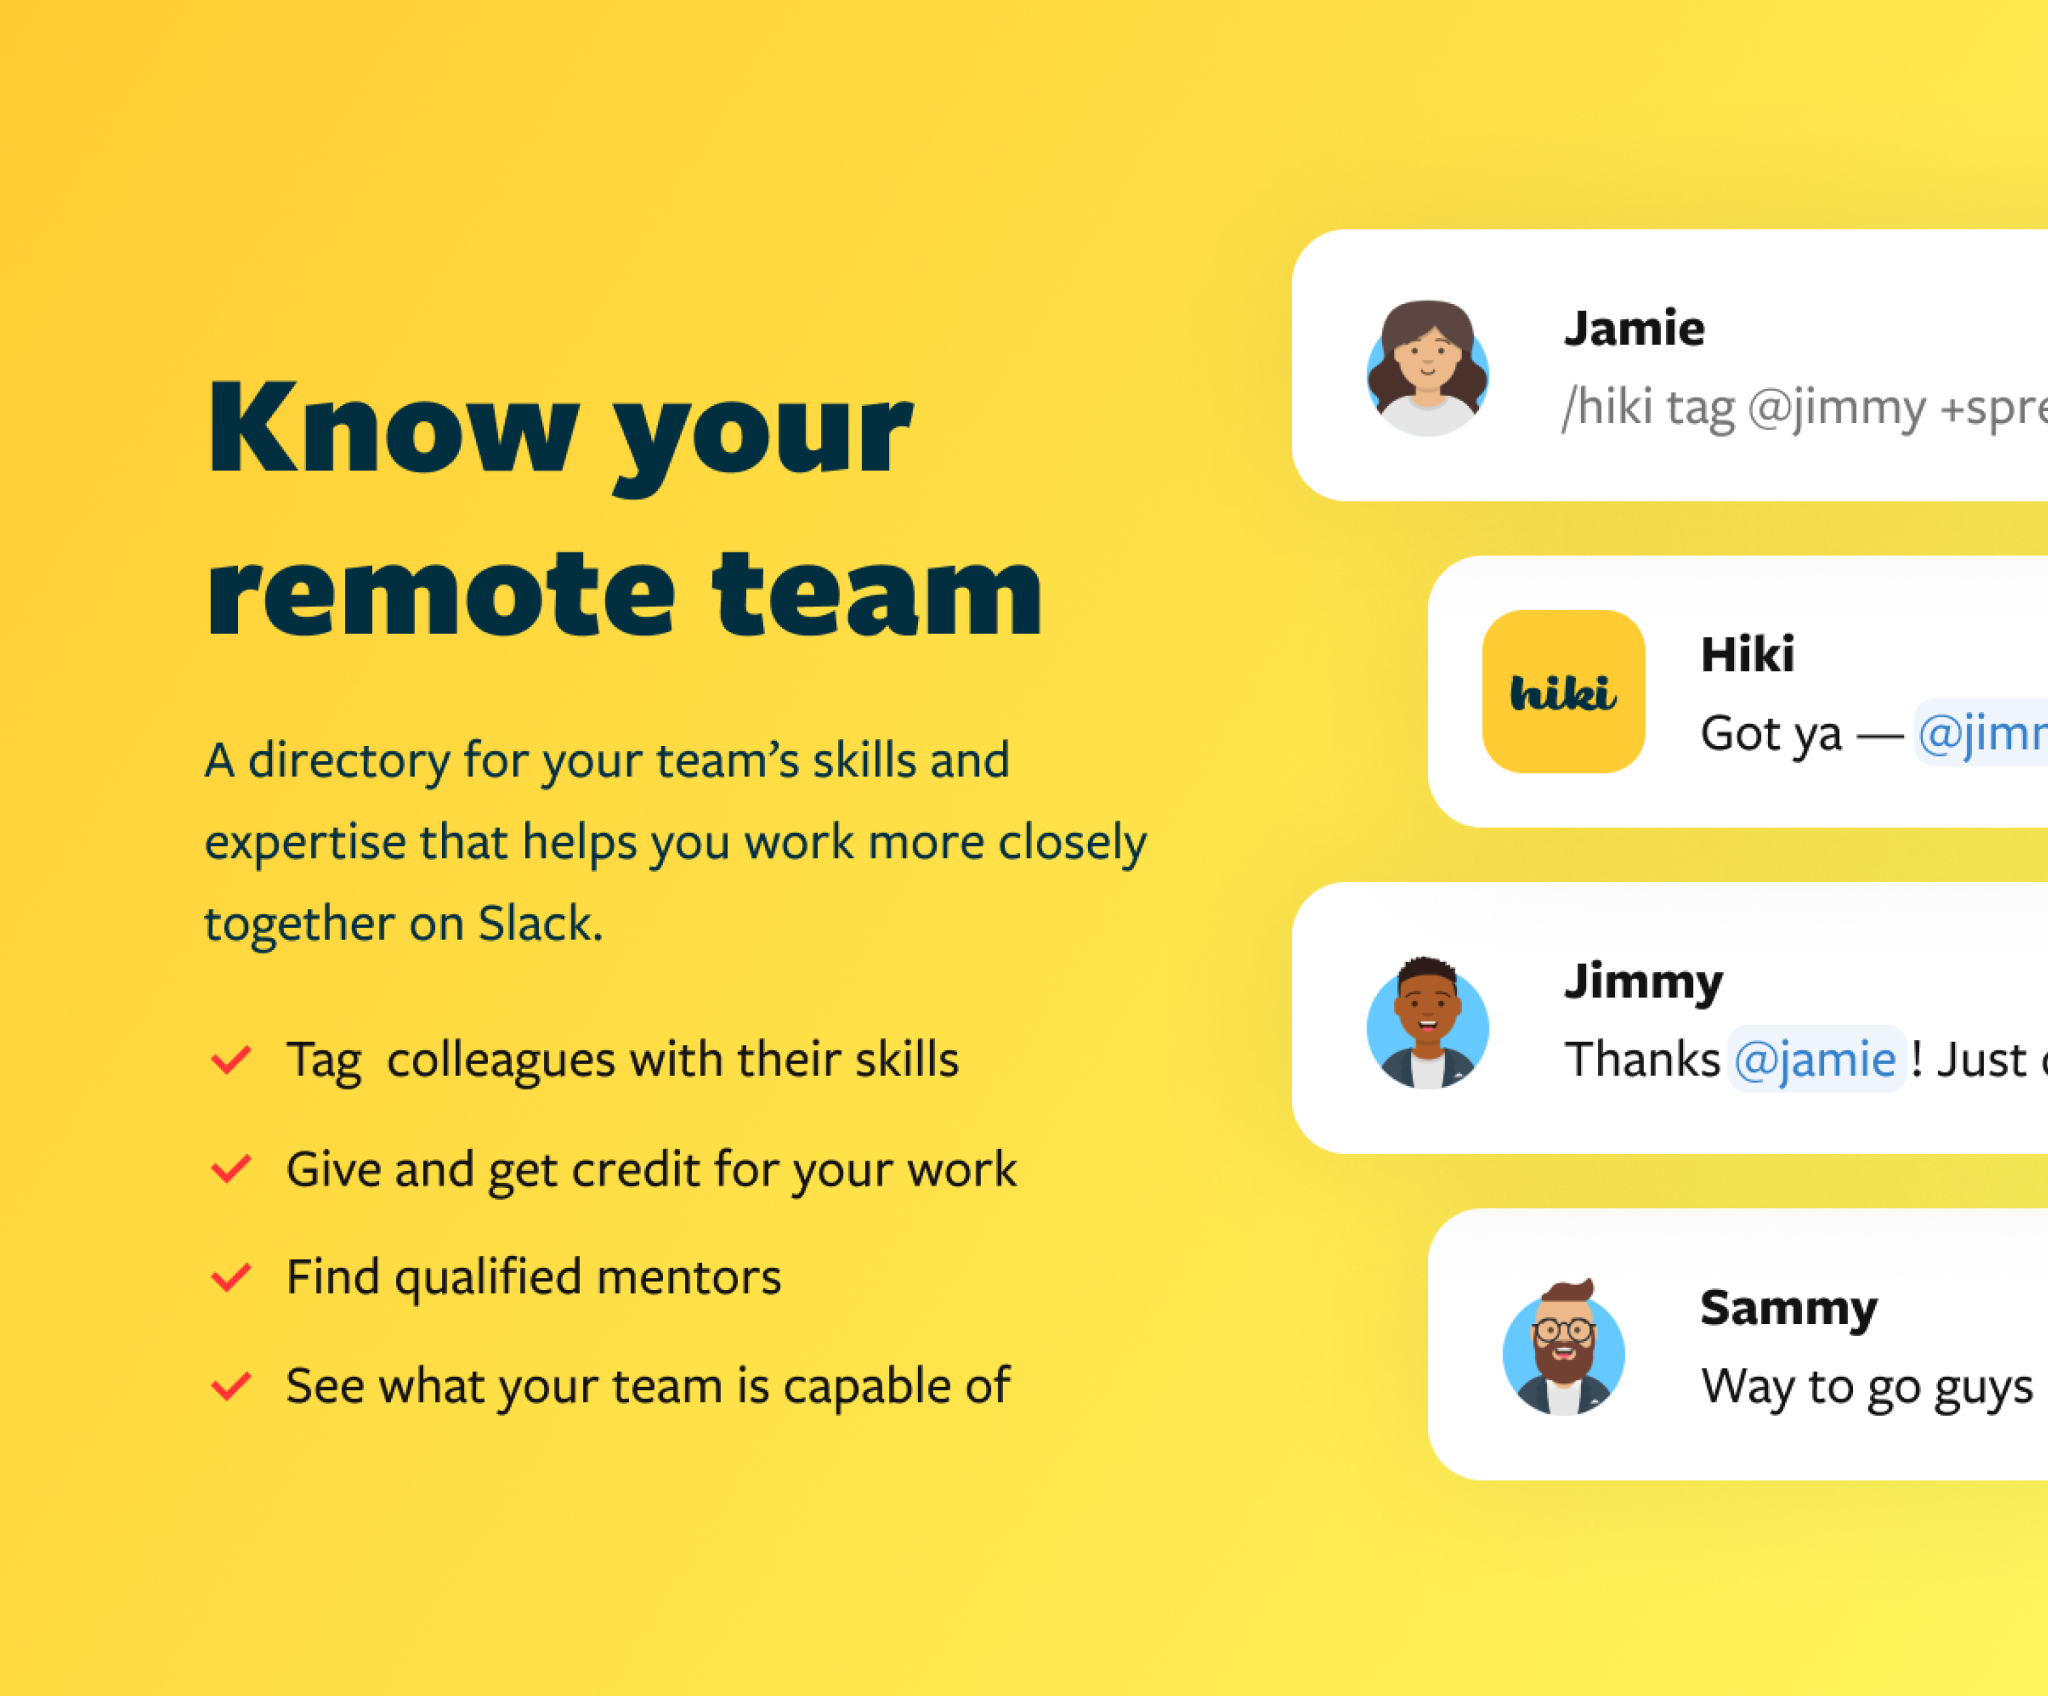 Know your
remote team
A directory for your team’s skills and
expertise that helps you work more closely
together on Slack.
Tag  colleagues with their skills
Give and get credit for your work
Find qualified mentors
See what your team is capable of
Jamie
/hiki tag @jimmy
hiki
Hiki
Got ya —
Jimmy
Thanks @jamie! Just
Sammy
Way to go guys